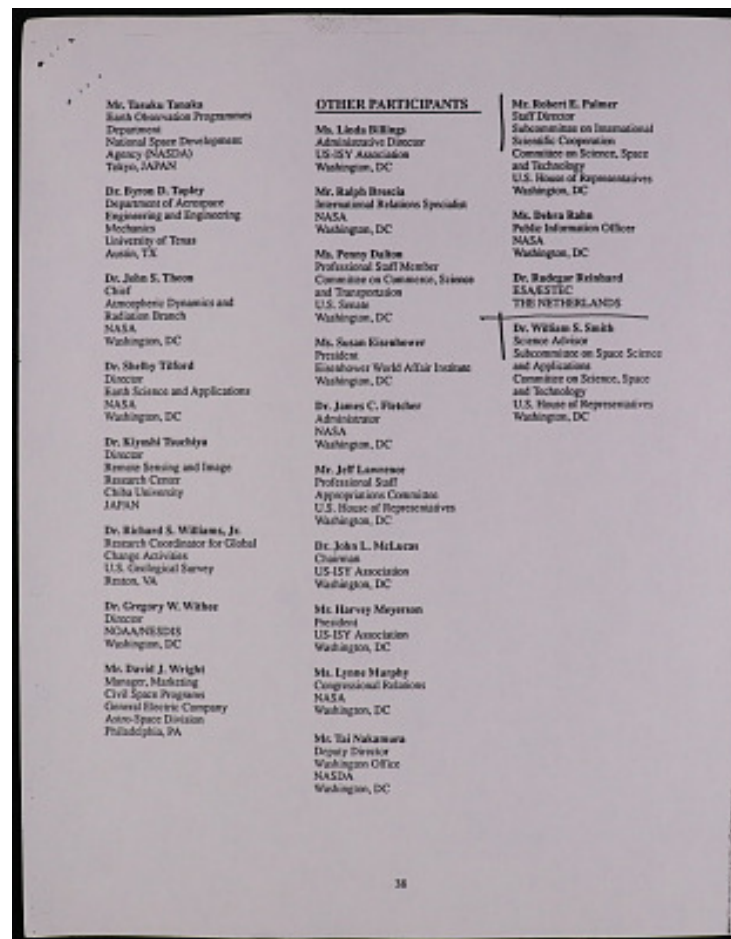 Mr. Tasuku Tanaka
Earth Observation Programmes
Department
National Space Development
Agency (NASDA)
Tokyo, JAPAN
Dr. Byron D. Tapley
Department of Aerospace
Engineering and Engineering
Mechanics
University of Texas
Austin, TX
Dr. John S. Theon
Chief
Atmospheric Dynamics and
Radiation Branch
NASA
Washington, DC
Dr. Shelby Tilford
Director
Earth Science and Applications
NASA
Washington, DC
Dr. Kiyoshi Tsuchiya
Director
Remote Sensing and Image
Research Center
Chiba University
JAPAN
Dr. Richard S. Williams, Jr.
Research Coordinator for Global
Change Activities
U.S. Geological Survey
Reston, VA
Dr. Gregory W. Withee
Director
NOAA/NESDIS
Washington, DC
Mr. David J. Wright
Manager, Marketing
Civil Space Programs
General Electric Company
Astro-Space Division
Philadelphia, PA
OTHER PARTICIPANTS
Ms. Linda Billings
Administrative Director
US-ISY Association
Washington, DC
Mr. Ralph Brescia
International Relations Specialist
NASA
Washington, DC
Ms. Penny Dalton
Professional Staff Member
Committee on Commerce, Science
and Transportation
U.S. Senate
Washington, DC
Ms. Susan Eisenhower
President
Eisenhower World Affair Institute
Washington, DC
Dr. James C. Fletcher
Administrator
NASA
Washington, DC
Mr. Jeff Lawrence
Professional Staff
Appropriations Committee
U.S. House of Representatives
Washington, DC
Dr. John L. McLucas
Chairman
US-ISY Association
Washington, DC
Mr. Harvey Meyerson
President
US-ISY Association
Washington, DC
Ms. Lynne Murphy
Congressional Relations
NASA
Washington, DC
Mr. Tai Nakamura
Deputy Director
Washington Office
NASDA
Washington, DC
Mr. Robert E. Palmer
Staff Director
Subcommittee on International
Scientific Cooperation
Committee on Science, Space
and Technology
U.S. House of Representatives
Washington, DC
Ms. Debra Rahn
Public Information Officer
NASA
Washington, DC
Dr. Rudeger Reinhard
ESA/ESTEC
THE NETHERLANDS
Dr. William S. Smith
Science Advisor
Subcommittee on Space Science
and Applications
Committee on Science, Space
and Technology
U.S. House of Representatives
Washington, DC
38